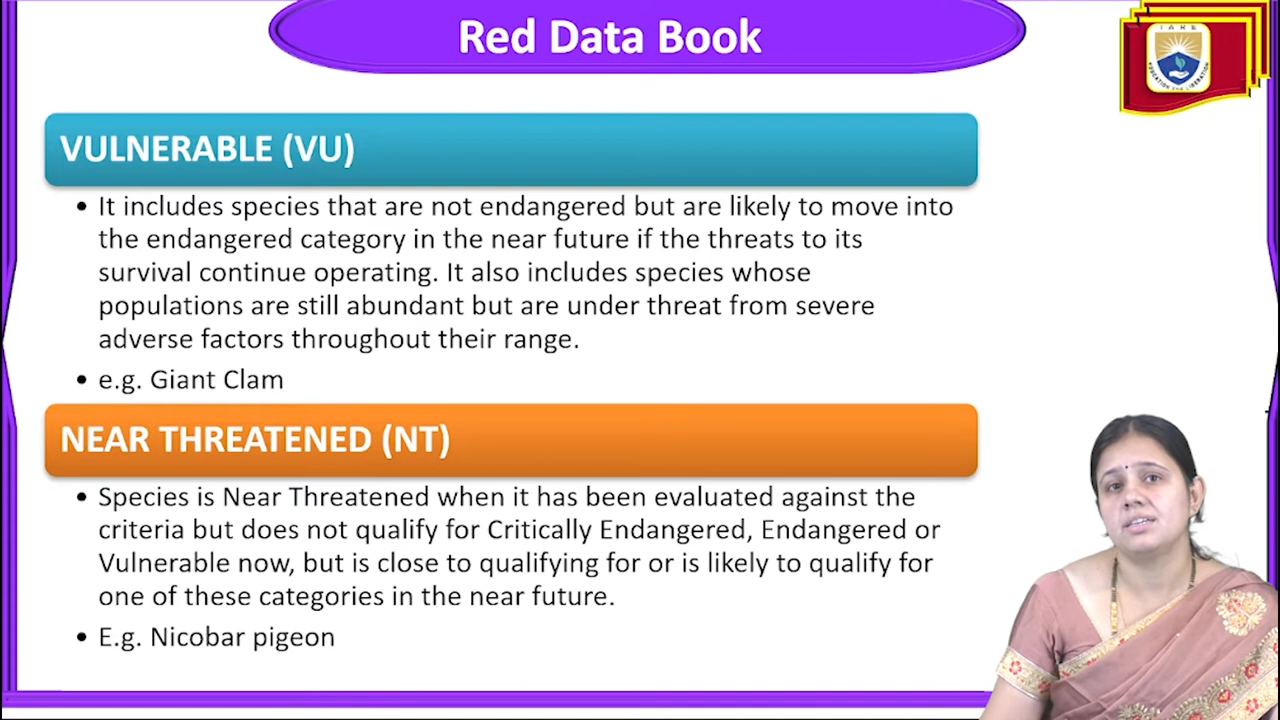 Red Data Book
IARE
EDUCATION FOR LIBERATION
VULNERABLE (VU)
• It includes species that are not endangered but are likely to move into
the endangered category in the near future if the threats to its
survival continue operating. It also includes species whose
populations are still abundant but are under threat from severe
adverse factors throughout their range.
• e.g. Giant Clam
NEAR THREATENED (NT)
• Species is Near Threatened when it has been evaluated against the
criteria but does not qualify for Critically Endangered, Endangered or
Vulnerable now, but is close to qualifying for or is likely to qualify for
one of these categories in the near future.
• E.g. Nicobar pigeon